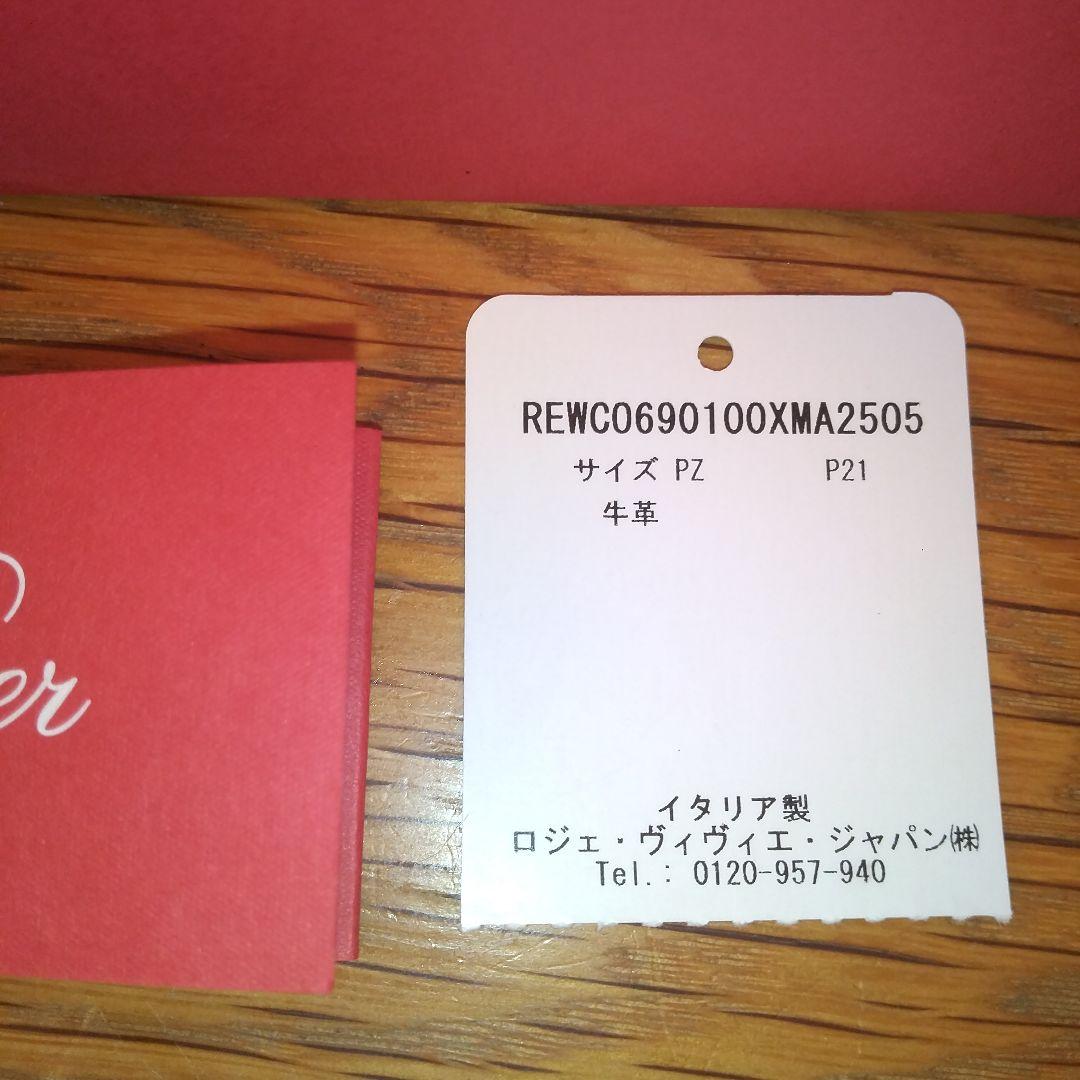 er
REWC0690100XMA2505
サイズ PZ P21
牛革
イタリア製
ロジェ・ヴィヴィエ・ジャパン㈱
Tel.: 0120-957-940